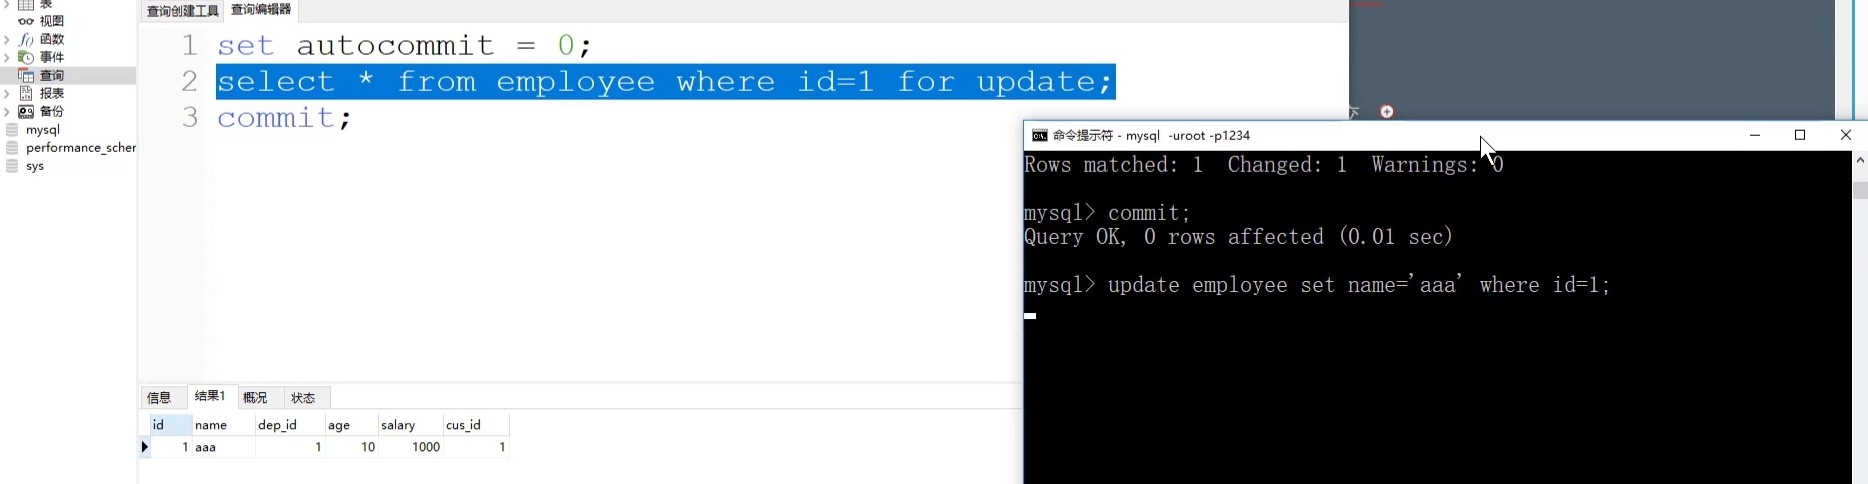 表
视图
函数
事件
查询
报表
备份
mysql
performance_scher
sys
查询创建工具 查询编辑器
1 set autocommit = 0;
2 select * from employee where id=1 for update;
3 commit;
信息 结果1 概况 状态
id name dep_id age salary cus_id
1 aaa 1 10 1000 1
命令提示符 - mysql  -uroot -p1234
Rows matched: 1  Changed: 1  Warnings: 0
mysql> commit;
Query OK, 0 rows affected (0.01 sec)
mysql> update employee set name='aaa' where id=1;